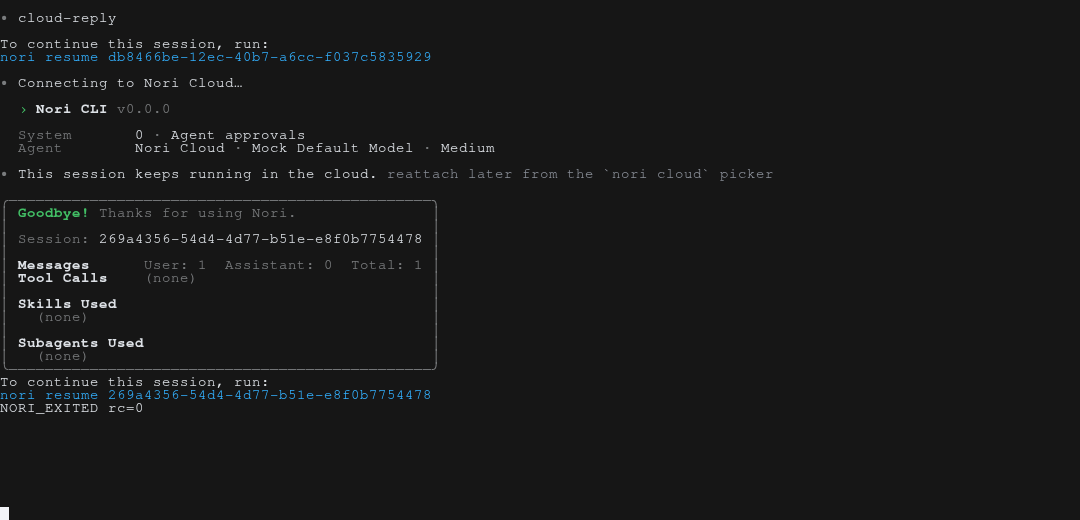 • cloud-reply
To continue this session, run:
nori resume db8466be-12ec-40b7-a6cc-f037c5835929
• Connecting to Nori Cloud…
› Nori CLI v0.0.0
System 0 · Agent approvals
Agent Nori Cloud · Mock Default Model · Medium
• This session keeps running in the cloud. reattach later from the `nori cloud` picker
Goodbye! Thanks for using Nori.
Session: 269a4356-54d4-4d77-b51e-e8f0b7754478
Messages User: 1 Assistant: 0 Total: 1
Tool Calls (none)
Skills Used
(none)
Subagents Used
(none)
To continue this session, run:
nori resume 269a4356-54d4-4d77-b51e-e8f0b7754478
NORI_EXITED rc=0